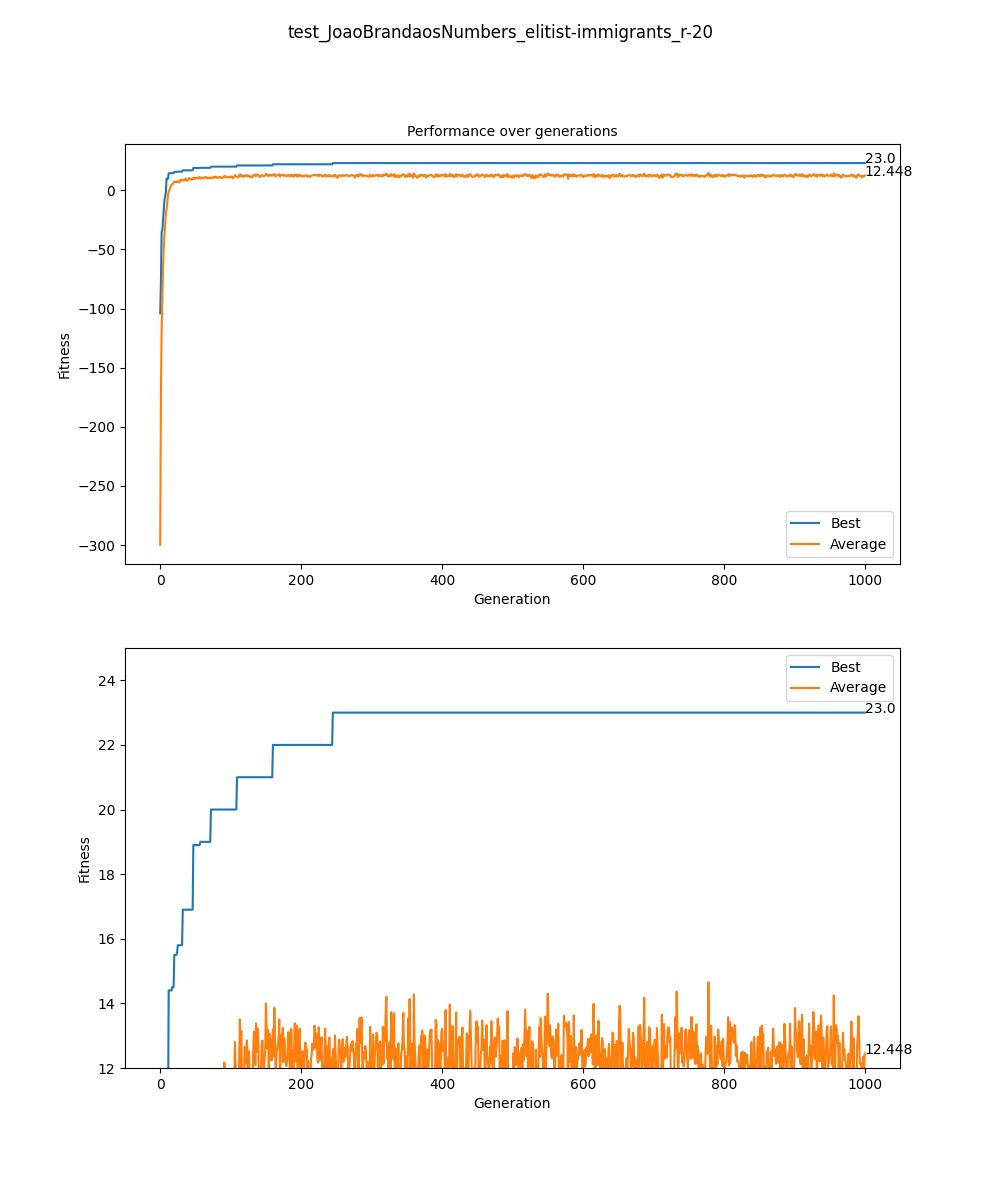 test_JoaoBrandaosNumbers_elitist-immigrants_r-20
Performance over generations
Fitness
0
−50
−100
−150
−200
−250
−300
23.0
12.448
Best
Average
0 200 400 600 800 1000
Generation
Fitness
24
22
20
18
16
14
12
Best
Average
23.0
12.448
0 200 400 600 800 1000
Generation